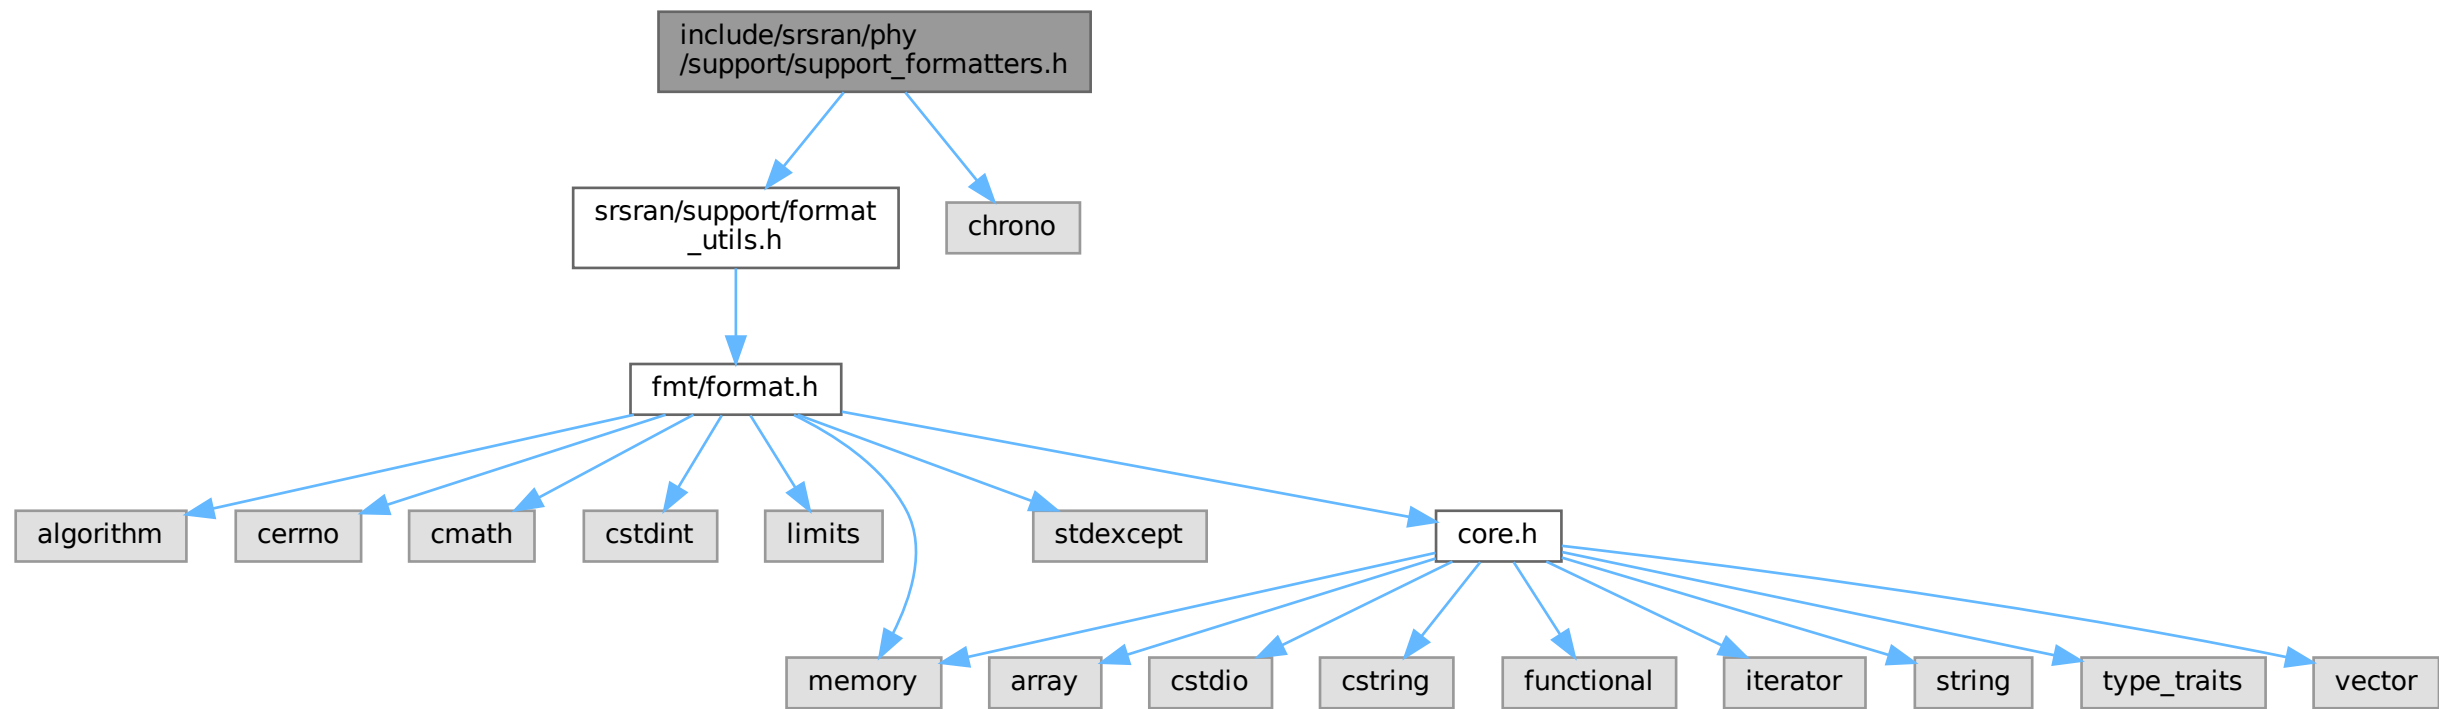 include/srsran/phy
/support/support_formatters.h
srsran/support/format
_utils.h
chrono
fmt/format.h
algorithm
cerrno
cmath
cstdint
limits
stdexcept
core.h
memory
array
cstdio
cstring
functional
iterator
string
type_traits
vector